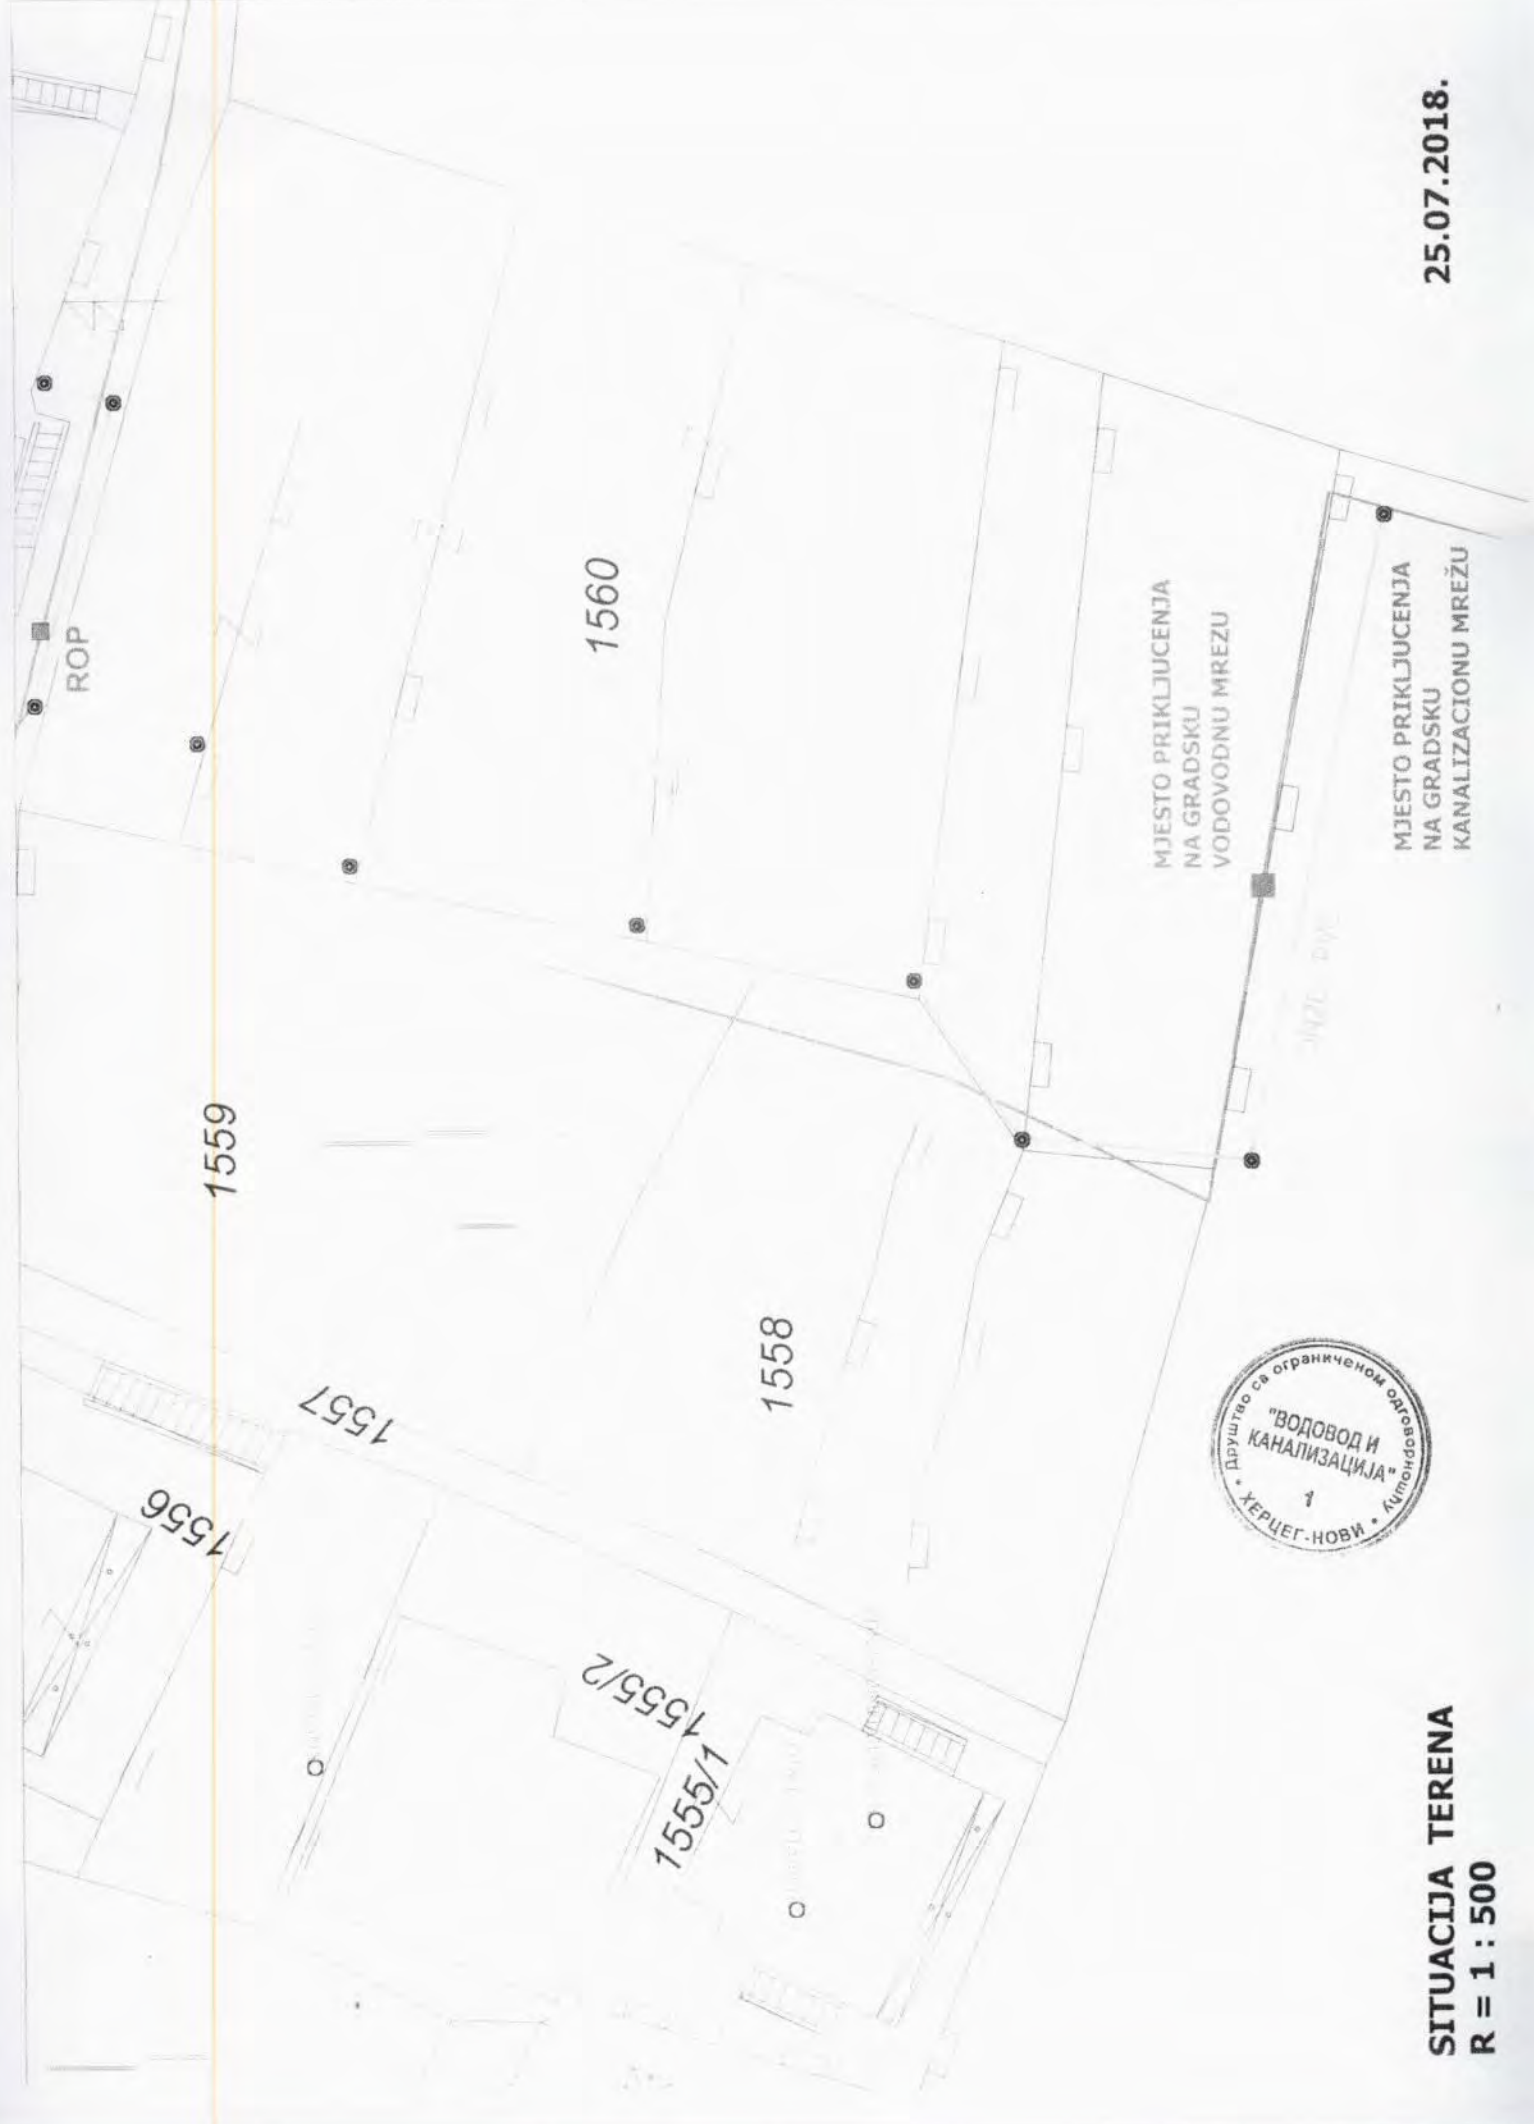 ROP
1559
1560
1556
1557
1558
1555/2
1555/1
MJESTO PRIKLJUCENJA
NA GRADSKU
VODOVODNU MREZU
MJESTO PRIKLJUCENJA
NA GRADSKU
KANALIZACIONU MREŽU
Друштво са ограниченом одговорношћу
"ВОДОВОД И
КАНАЛИЗАЦИЈА"
1
ХЕРЦЕГ-НОВИ
SITUACIJA TERENA
R = 1 : 500
25.07.2018.